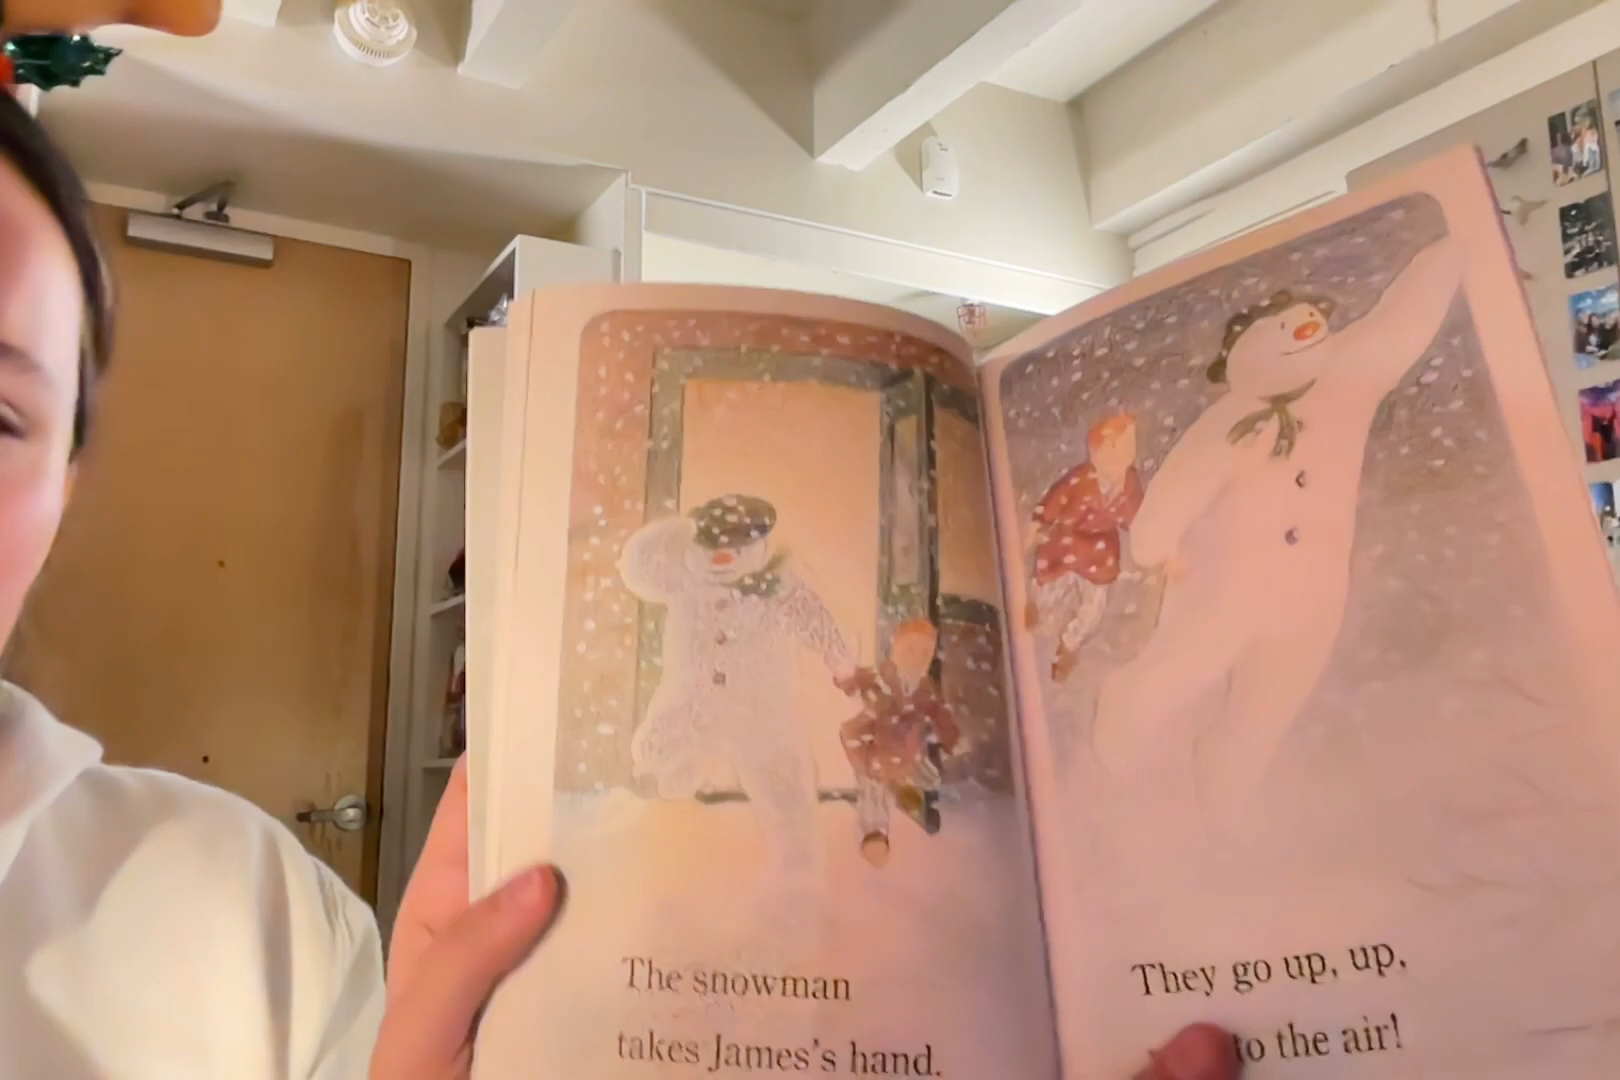 The snowman
takes James's hand.
They go up, up,
to the air!